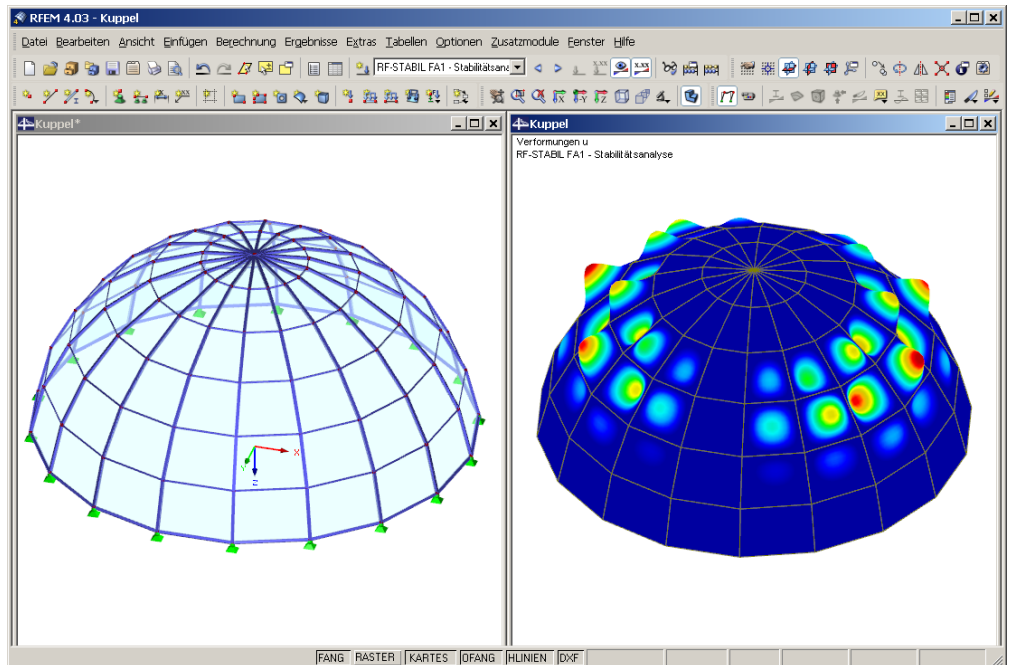 RFEM 4.03 - Kuppel
Datei Bearbeiten Ansicht Einfügen Berechnung Ergebnisse Extras Tabellen Optionen Zusatzmodule Fenster Hilfe
RF-STABIL FA1 - Stabilitätsana
Kuppel*
Kuppel
Verformungen u
RF-STABIL FA1 - Stabilitätsanalyse
X
Y
Z
FANG RASTER KARTES OFANG HLINIEN DXF